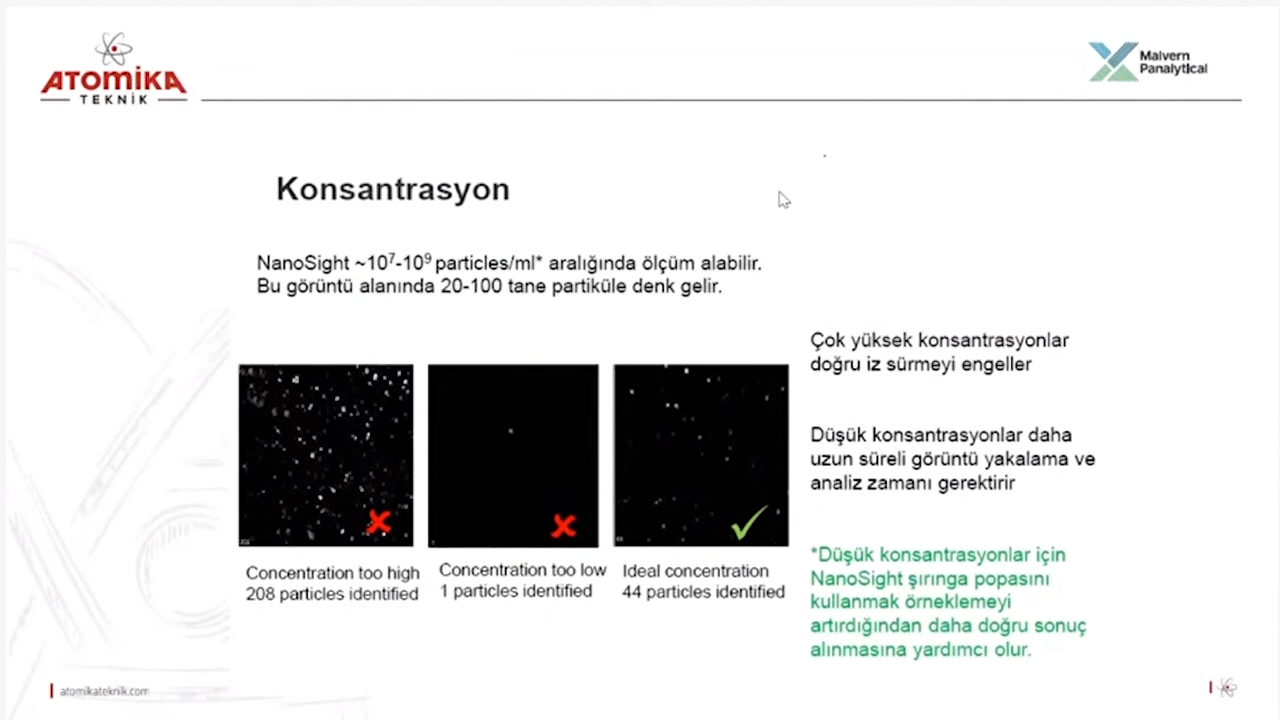 ATOMİKA
TEKNİK
Malvern
Panalytical
Konsantrasyon
NanoSight ~10⁷-10⁹ particles/ml* aralığında ölçüm alabilir.
Bu görüntü alanında 20-100 tane partiküle denk gelir.
Çok yüksek konsantrasyonlar
doğru iz sürmeyi engeller
Düşük konsantrasyonlar daha
uzun süreli görüntü yakalama ve
analiz zamanı gerektirir
*Düşük konsantrasyonlar için
NanoSight şırınga popasını
kullanmak örneklemeyi
artırdığından daha doğru sonuç
alınmasına yardımcı olur.
Concentration too high
208 particles identified
Concentration too low
1 particles identified
Ideal concentration
44 particles identified
atomikateknik.com